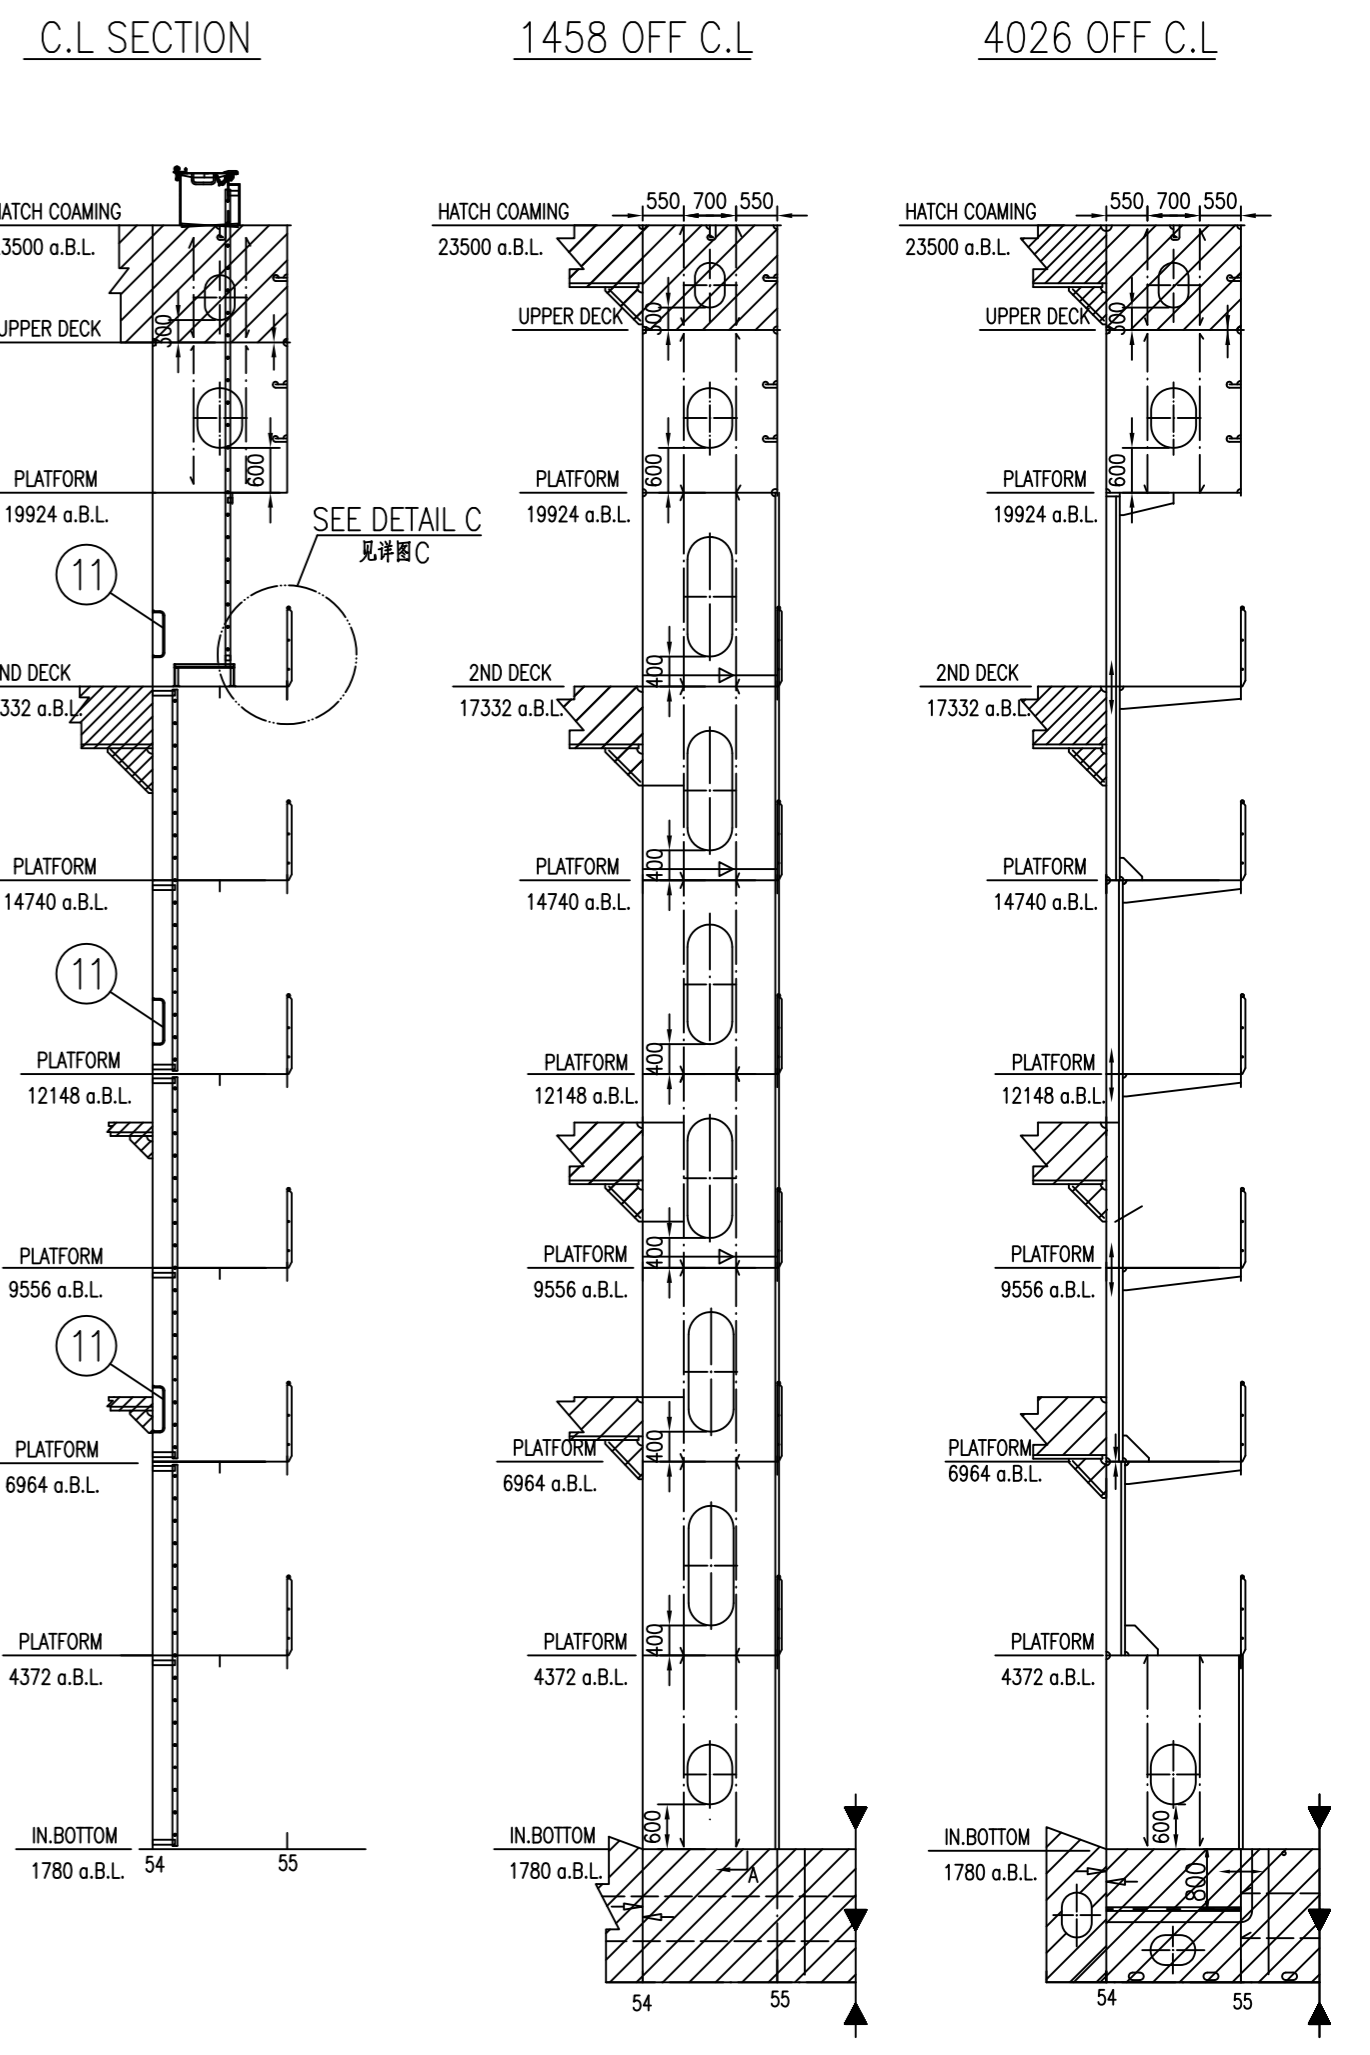 C.L SECTION
1458 OFF C.L
4026 OFF C.L
HATCH COAMING
3500 a.B.L.
300
UPPER DECK
600
PLATFORM
19924 a.B.L.
SEE DETAIL C
见详图C
11
ND DECK
332 a.B.L.
PLATFORM
14740 a.B.L.
11
PLATFORM
12148 a.B.L.
PLATFORM
9556 a.B.L.
11
PLATFORM
6964 a.B.L.
PLATFORM
4372 a.B.L.
IN.BOTTOM
1780 a.B.L.
54
55
550 700 550
HATCH COAMING
23500 a.B.L.
300
UPPER DECK
600
PLATFORM
19924 a.B.L.
400
2ND DECK
17332 a.B.L.
400
PLATFORM
14740 a.B.L.
400
PLATFORM
12148 a.B.L.
400
PLATFORM
9556 a.B.L.
400
PLATFORM
6964 a.B.L.
400
PLATFORM
4372 a.B.L.
600
IN.BOTTOM
1780 a.B.L.
A
54
55
550 700 550
HATCH COAMING
23500 a.B.L.
300
UPPER DECK
600
PLATFORM
19924 a.B.L.
2ND DECK
17332 a.B.L.
PLATFORM
14740 a.B.L.
PLATFORM
12148 a.B.L.
PLATFORM
9556 a.B.L.
PLATFORM
6964 a.B.L.
PLATFORM
4372 a.B.L.
600
IN.BOTTOM
1780 a.B.L.
800
54
55